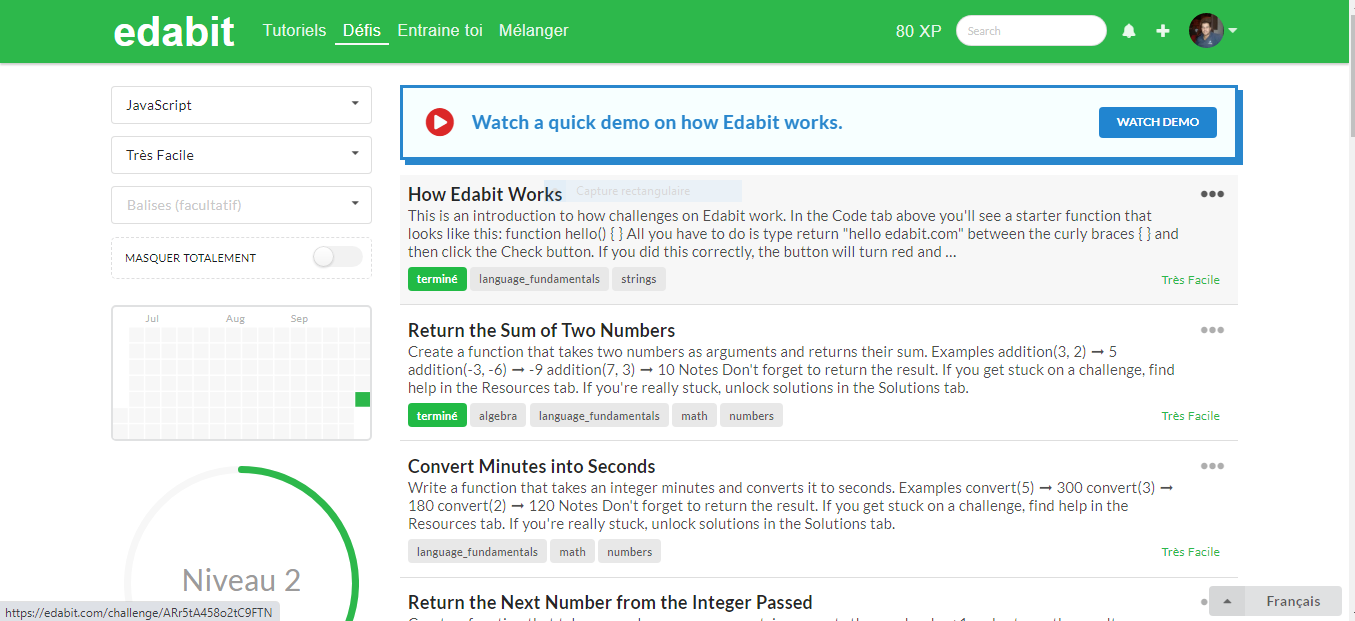 edabit
Tutoriels Défis Entraine toi Mélanger
80 XP
Search
JavaScript
Très Facile
Balises (facultatif)
MASQUER TOTALEMENT
Jul Aug Sep
Niveau 2
https://edabit.com/challenge/ARr5tA458o2tC9FTN
Watch a quick demo on how Edabit works.
WATCH DEMO
How Edabit Works
Capture rectangulaire
This is an introduction to how challenges on Edabit work. In the Code tab above you'll see a starter function that
looks like this: function hello() { } All you have to do is type return "hello edabit.com" between the curly braces { } and
then click the Check button. If you did this correctly, the button will turn red and ...
terminé language_fundamentals strings
Très Facile
Return the Sum of Two Numbers
Create a function that takes two numbers as arguments and returns their sum. Examples addition(3, 2) ➞ 5
addition(-3, -6) ➞ -9 addition(7, 3) ➞ 10 Notes Don't forget to return the result. If you get stuck on a challenge, find
help in the Resources tab. If you're really stuck, unlock solutions in the Solutions tab.
terminé algebra language_fundamentals math numbers
Très Facile
Convert Minutes into Seconds
Write a function that takes an integer minutes and converts it to seconds. Examples convert(5) ➞ 300 convert(3) ➞
180 convert(2) ➞ 120 Notes Don't forget to return the result. If you get stuck on a challenge, find help in the
Resources tab. If you're really stuck, unlock solutions in the Solutions tab.
language_fundamentals math numbers
Très Facile
Return the Next Number from the Integer Passed
Français